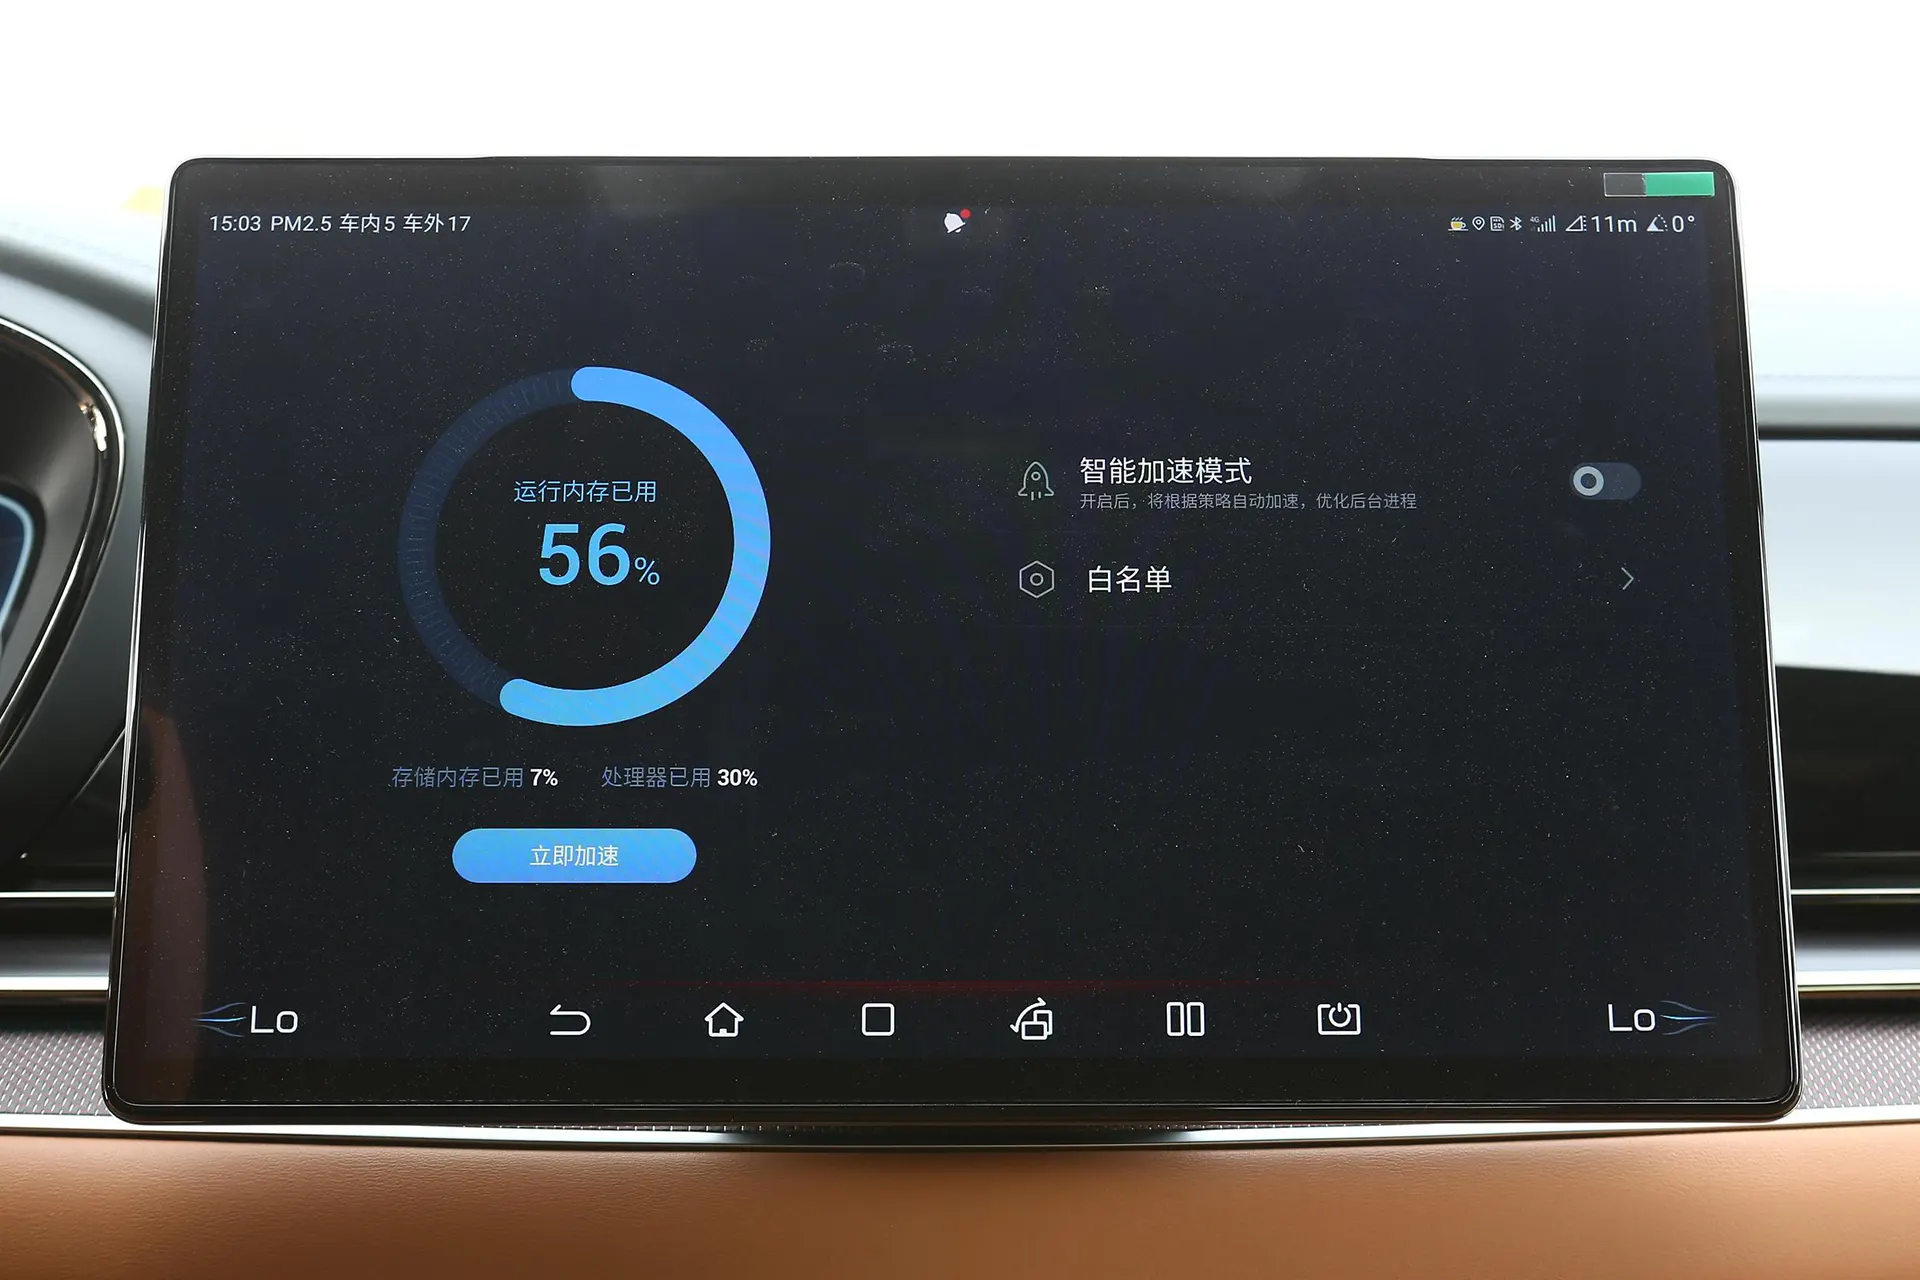 15:03 PM2.5 车内5 车外17
4G 11m 0°
运行内存已用
56%
存储内存已用 7% 处理器已用 30%
立即加速
智能加速模式
开启后，将根据策略自动加速，优化后台进程
白名单
Lo
Lo